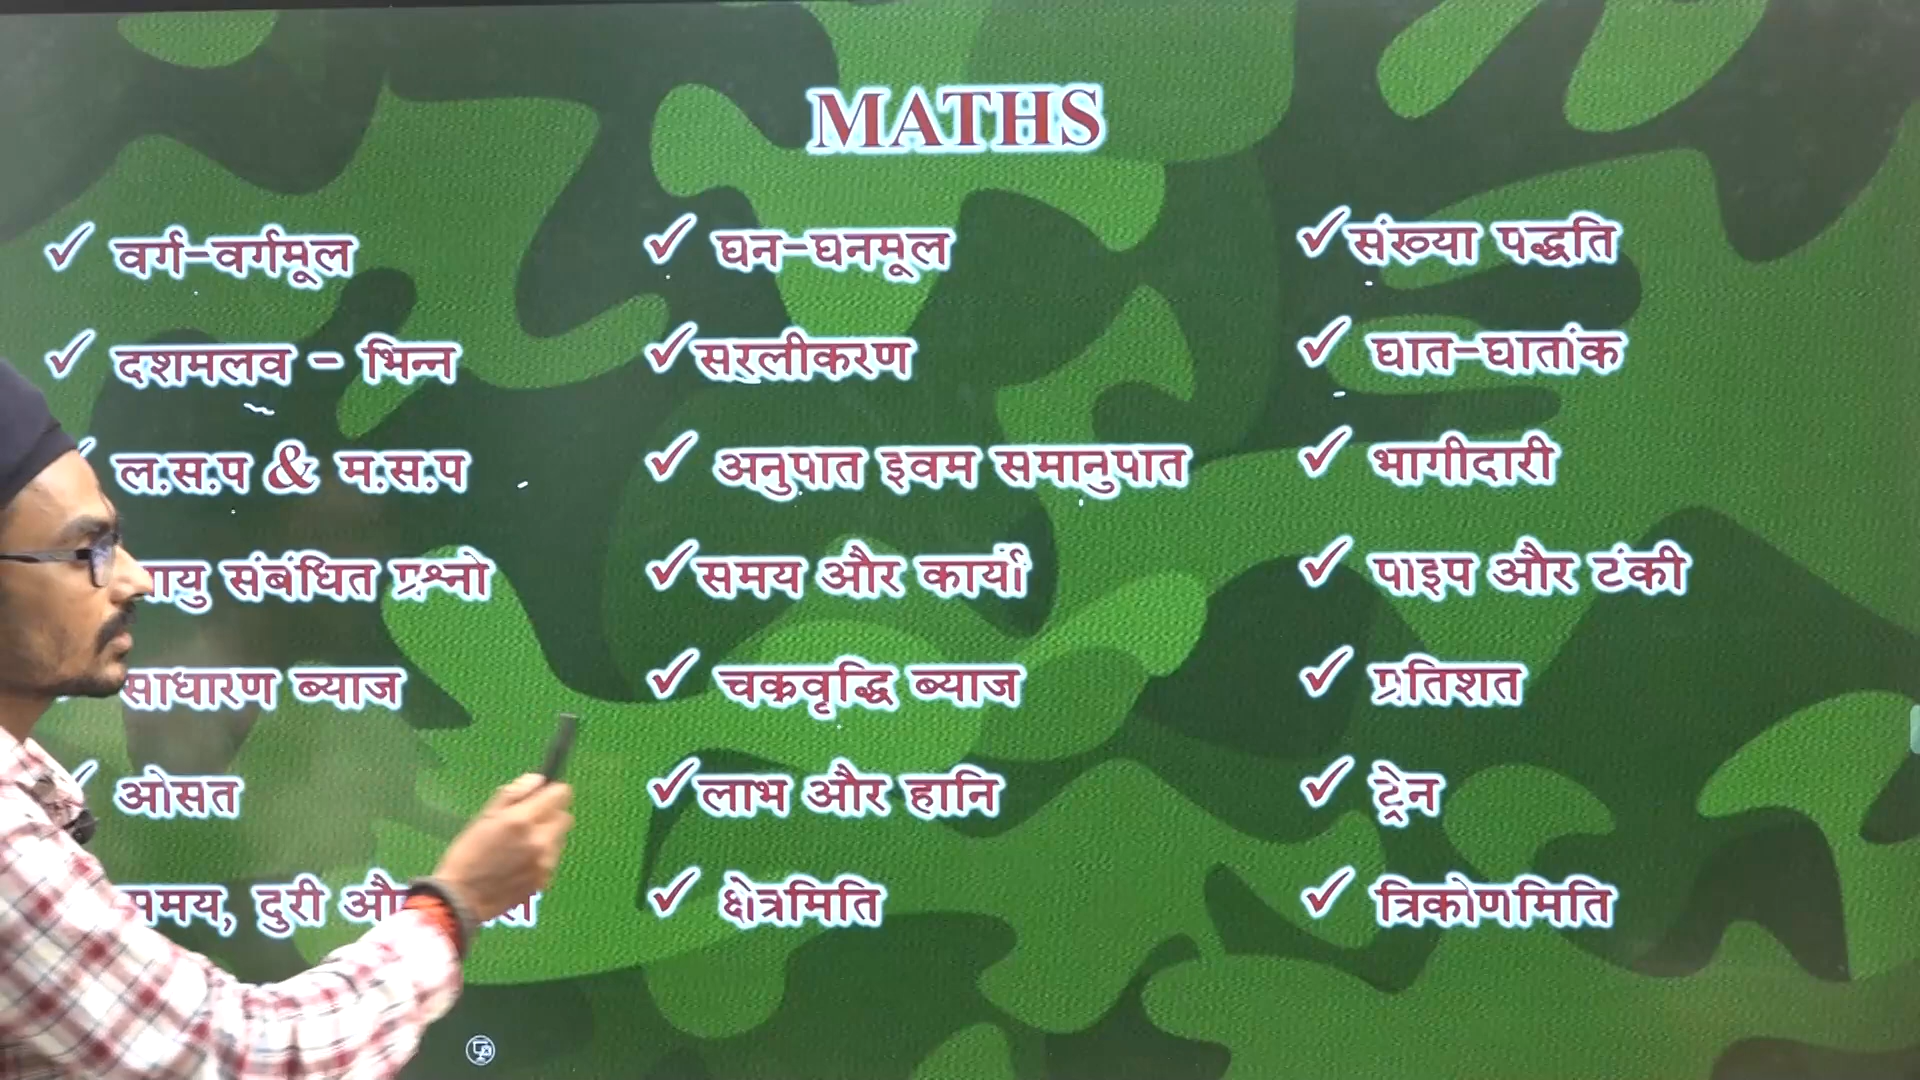 MATHS
✓ वर्ग-वर्गमूल ✓ घन-घनमूल ✓ संख्या पद्धति
✓ दशमलव - भिन्न ✓ सरलीकरण ✓ घात-घातांक
ल.स.प & म.स.प ✓ अनुपात इवम समानुपात ✓ भागीदारी
संबंधित प्रश्नो ✓ समय और कार्या ✓ पाइप और टंकी
साधारण ब्याज ✓ चक्रवृद्धि ब्याज ✓ प्रतिशत
ओसत ✓ लाभ और हानि ✓ ट्रेन
दुरी ✓ क्षेत्रमिति ✓ त्रिकोणमिति